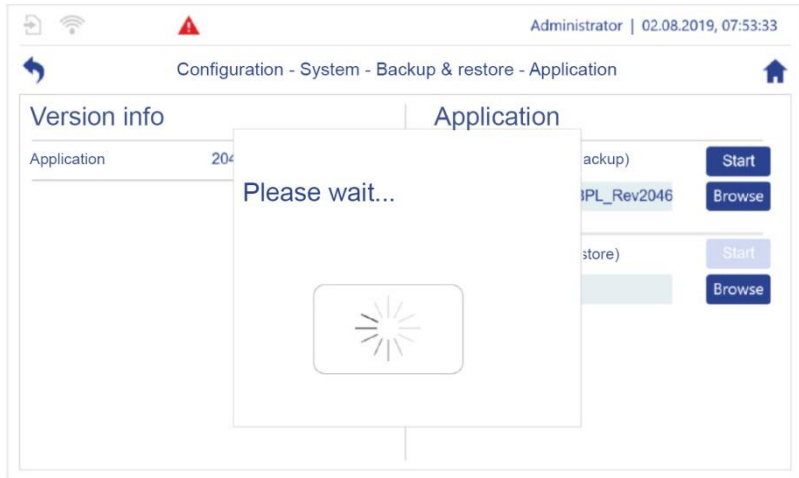 Administrator | 02.08.2019, 07:53:33
Configuration - System - Backup & restore - Application
Version info
Application
Application 204
ackup) Start
Please wait...
BPL_Rev2046 Browse
store) Start
Browse